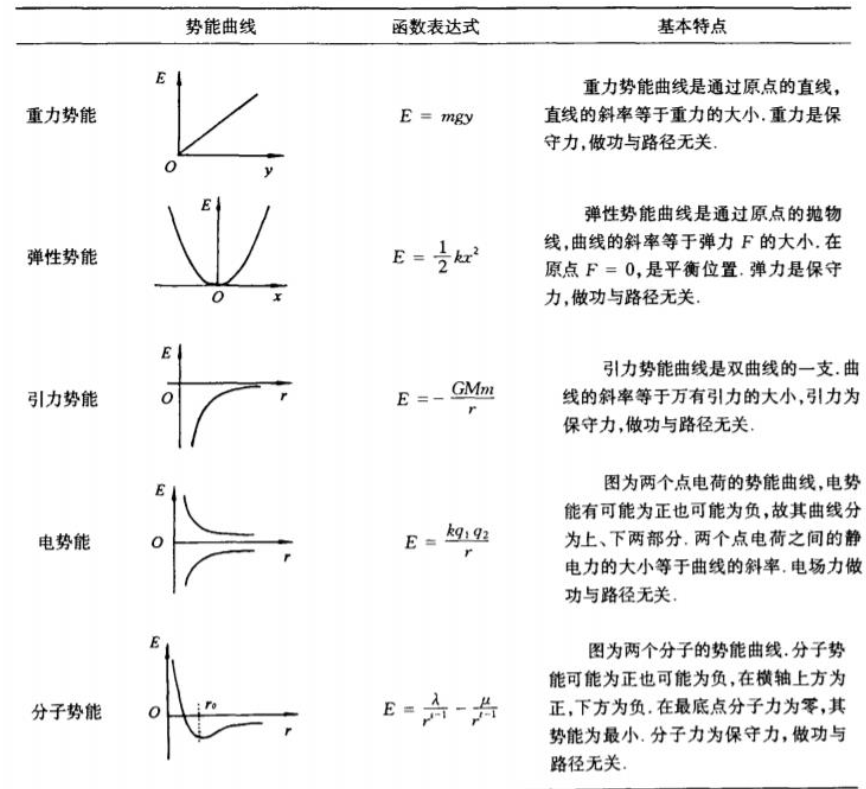 势能曲线 函数表达式 基本特点
重力势能
E
O
y
E = mgy
重力势能曲线是通过原点的直线,
直线的斜率等于重力的大小.重力是保
守力,做功与路径无关.
弹性势能
E
O
x
E = \frac{1}{2} kx^2
弹性势能曲线是通过原点的抛物
线,曲线的斜率等于弹力 F 的大小.在
原点 F = 0,是平衡位置.弹力是保守
力,做功与路径无关.
引力势能
E
O
r
E = - \frac{GMm}{r}
引力势能曲线是双曲线的一支.曲
线的斜率等于万有引力的大小,引力为
保守力,做功与路径无关.
电势能
E
O
r
E = \frac{kq_1 q_2}{r}
图为两个点电荷的势能曲线,电势
能有可能为正也可能为负,故其曲线分
为上、下两部分.两个点电荷之间的静
电力的大小等于曲线的斜率.电场力做
功与路径无关.
分子势能
E
O
r_0
r
E = \frac{λ}{r^{s-1}} - \frac{μ}{r^{t-1}}
图为两个分子的势能曲线.分子势
能可能为正也可能为负,在横轴上方为
正,下方为负.在最底点分子力为零,其
势能为最小.分子力为保守力,做功与
路径无关.